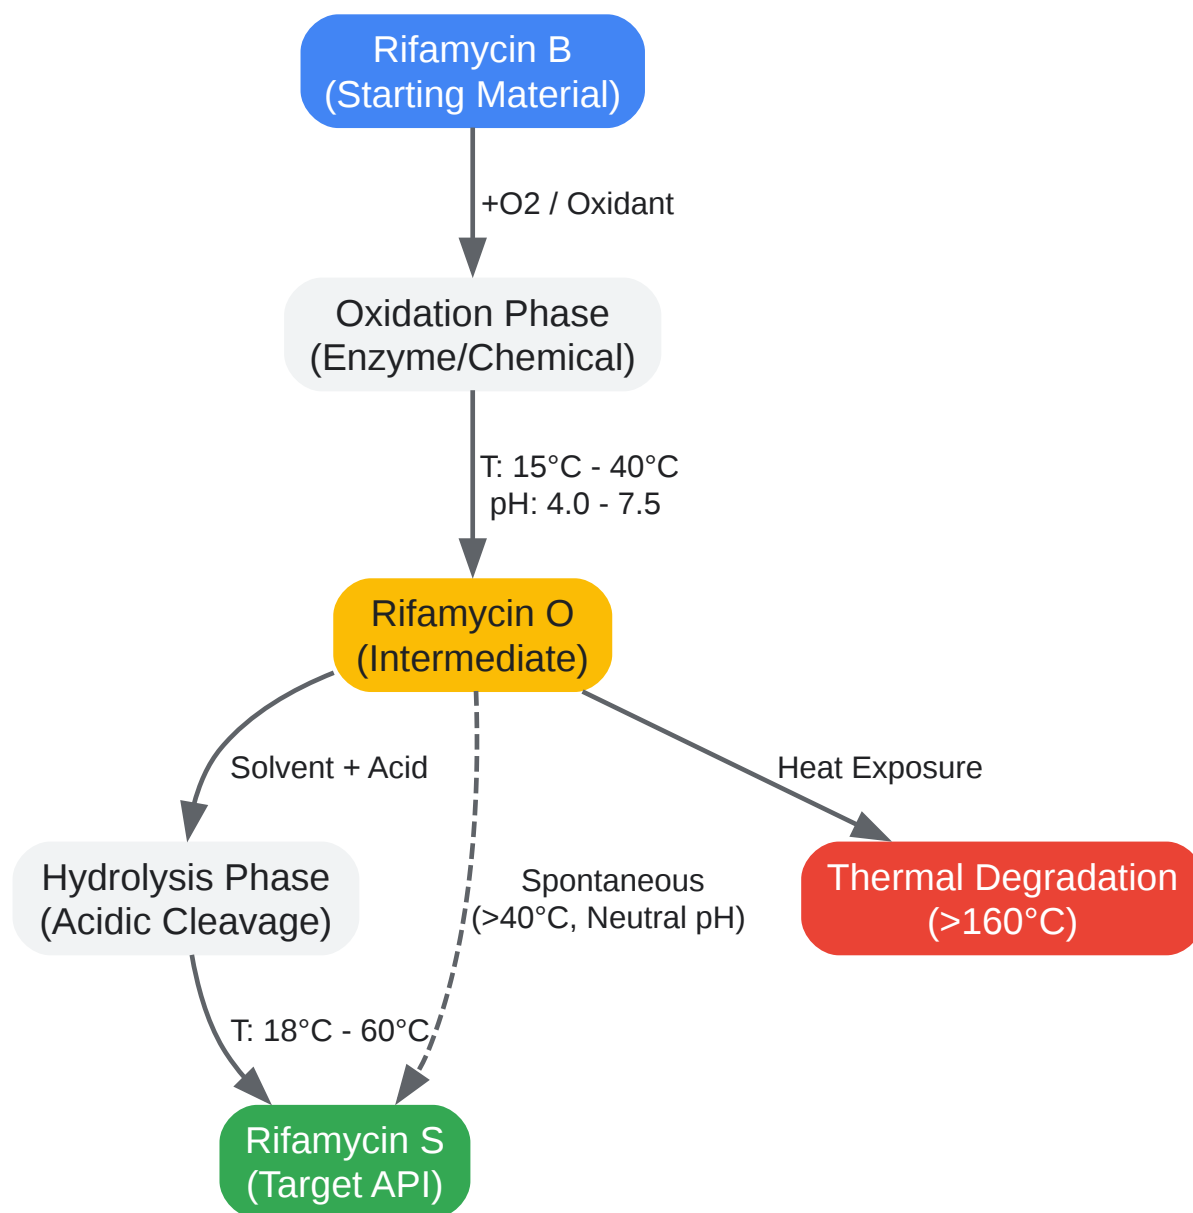 Rifamycin B
(Starting Material)
+O2 / Oxidant
Oxidation Phase
(Enzyme/Chemical)
T: 15°C - 40°C
pH: 4.0 - 7.5
Rifamycin O
(Intermediate)
Solvent + Acid
Heat Exposure
Hydrolysis Phase
(Acidic Cleavage)
Spontaneous
(>40°C, Neutral pH)
Thermal Degradation
(>160°C)
T: 18°C - 60°C
Rifamycin S
(Target API)